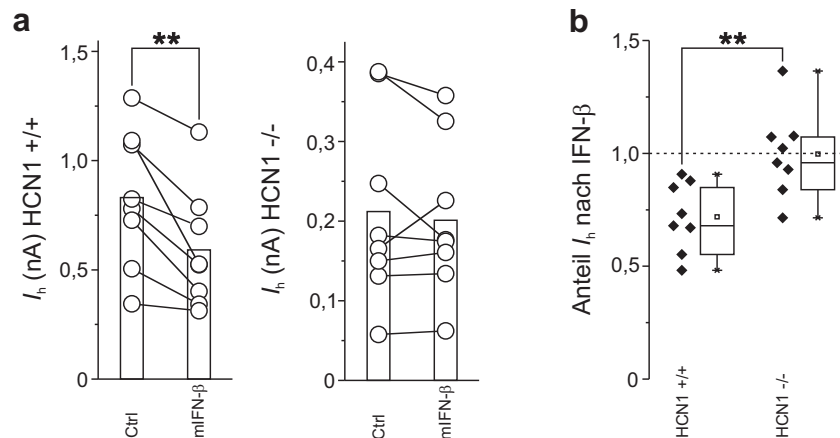 a
**
1,5
1,0
0,5
0
Ih (nA) HCN1 +/+
Ctrl
mIFN-β
0,4
0,3
0,2
0,1
0
Ih (nA) HCN1 -/-
Ctrl
mIFN-β
b
**
1,5
1,0
0,5
0
Anteil Ih nach IFN-β
HCN1 +/+
HCN1 -/-